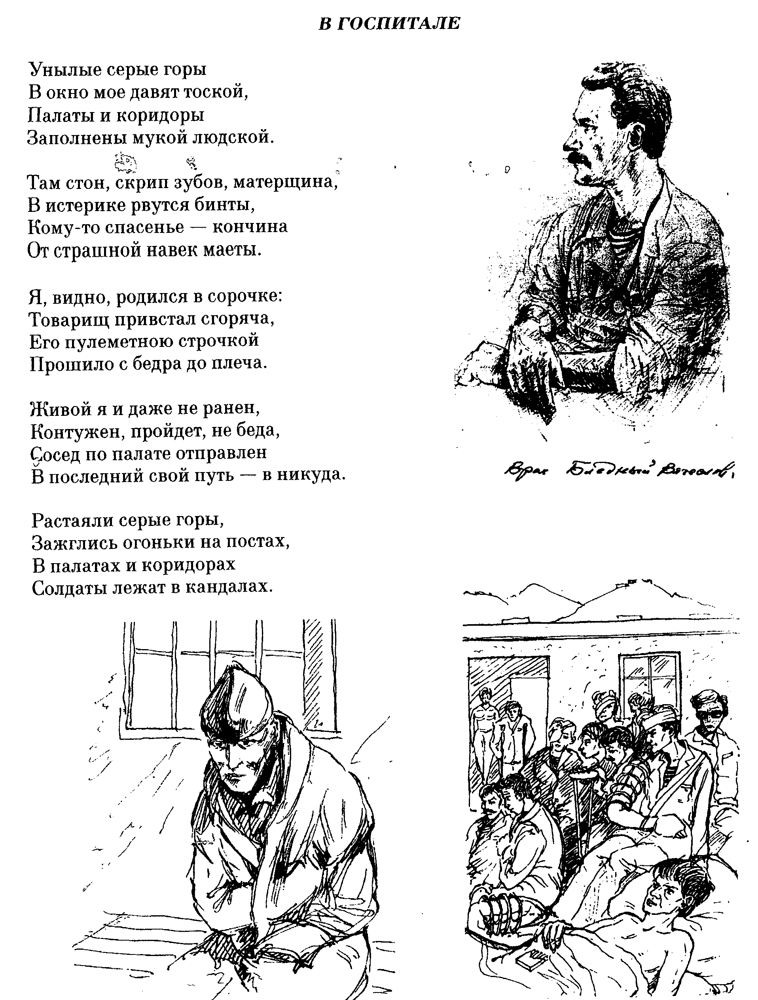 В ГОСПИТАЛЕ
Унылые серые горы
В окно мое давят тоской,
Палаты и коридоры
Заполнены мукой людской.
Там стон, скрип зубов, матерщина,
В истерике рвутся бинты,
Кому-то спасенье — кончина
От страшной навек маеты.
Я, видно, родился в сорочке:
Товарищ привстал сгоряча,
Его пулеметною строчкой
Прошило с бедра до плеча.
Живой я и даже не ранен,
Контужен, пройдет, не беда,
Сосед по палате отправлен
В последний свой путь — в никуда.
Растаяли серые горы,
Зажглись огоньки на постах,
В палатах и коридорах
Солдаты лежат в кандалах.
Врач Бледный